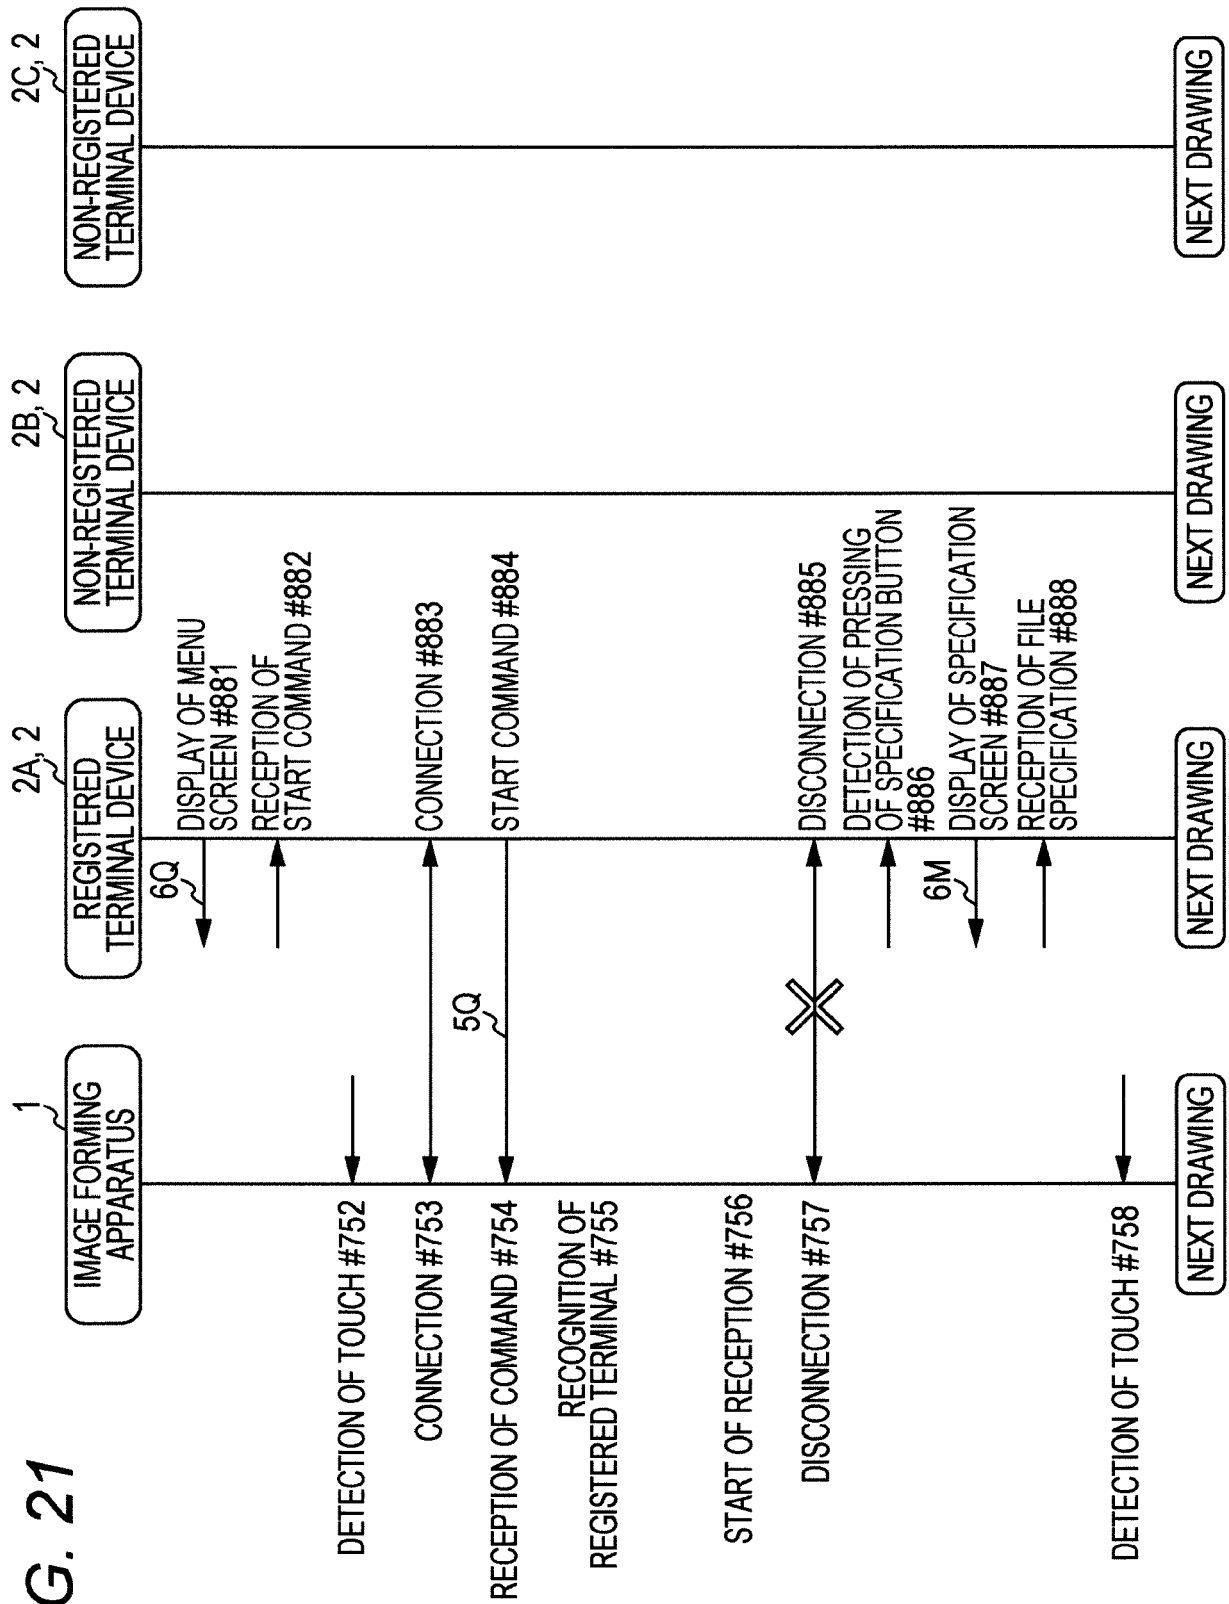 G. 21
1
IMAGE FORMING
APPARATUS
2A, 2
REGISTERED
TERMINAL DEVICE
2B, 2
NON-REGISTERED
TERMINAL DEVICE
2C, 2
NON-REGISTERED
TERMINAL DEVICE
6Q
DISPLAY OF MENU
SCREEN #881
RECEPTION OF
START COMMAND #882
DETECTION OF TOUCH #752
CONNECTION #753
CONNECTION #883
RECEPTION OF COMMAND #754
5Q
START COMMAND #884
RECOGNITION OF
REGISTERED TERMINAL #755
START OF RECEPTION #756
DISCONNECTION #757
DISCONNECTION #885
DETECTION OF PRESSING
OF SPECIFICATION BUTTON
#886
6M
DISPLAY OF SPECIFICATION
SCREEN #887
RECEPTION OF FILE
SPECIFICATION #888
DETECTION OF TOUCH #758
NEXT DRAWING
NEXT DRAWING
NEXT DRAWING
NEXT DRAWING